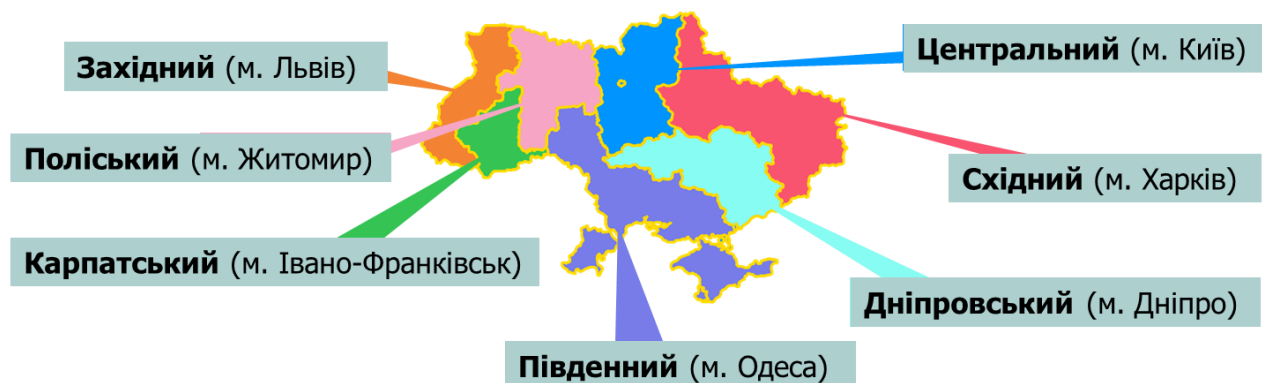 Західний (м. Львів)
Центральний (м. Київ)
Поліський (м. Житомир)
Східний (м. Харків)
Карпатський (м. Івано-Франківськ)
Дніпровський (м. Дніпро)
Південний (м. Одеса)